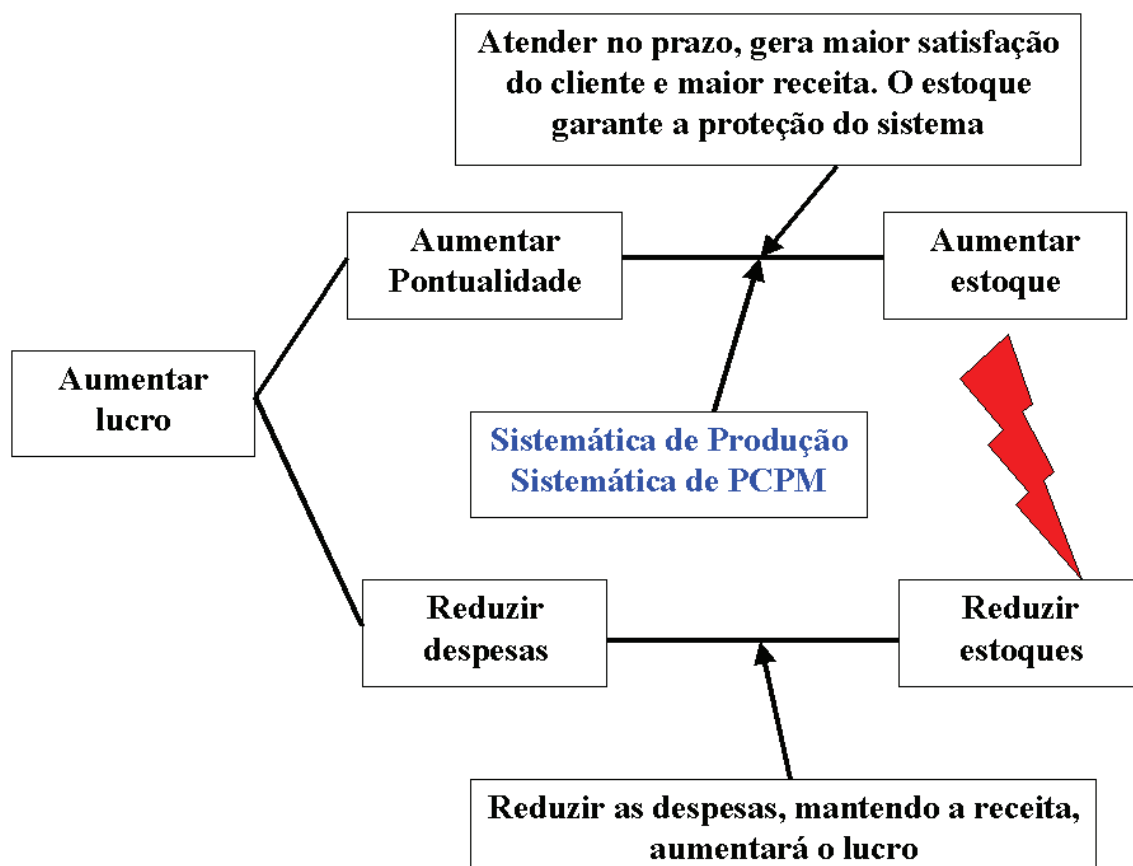 Atender no prazo, gera maior satisfação
do cliente e maior receita. O estoque
garante a proteção do sistema
Aumentar
Pontualidade
Aumentar
estoque
Aumentar
lucro
Sistemática de Produção
Sistemática de PCPM
Reduzir
despesas
Reduzir
estoques
Reduzir as despesas, mantendo a receita,
aumentará o lucro